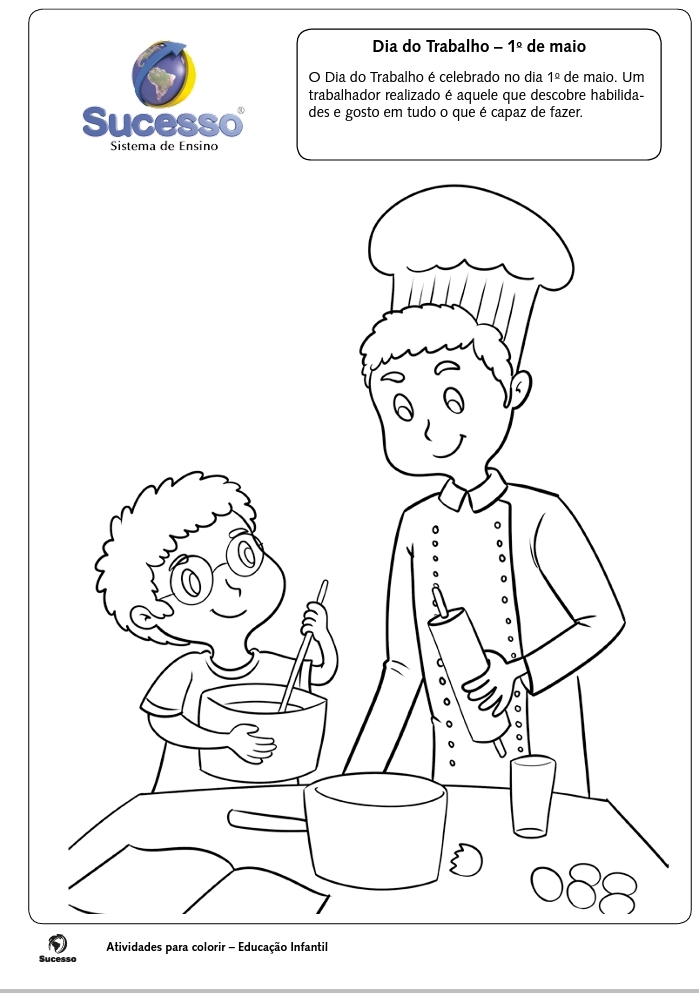 Dia do Trabalho – 1º de maio
O Dia do Trabalho é celebrado no dia 1º de maio. Um
trabalhador realizado é aquele que descobre habilida-
des e gosto em tudo o que é capaz de fazer.
Sucesso®
Sistema de Ensino
Sucesso
Atividades para colorir – Educação Infantil